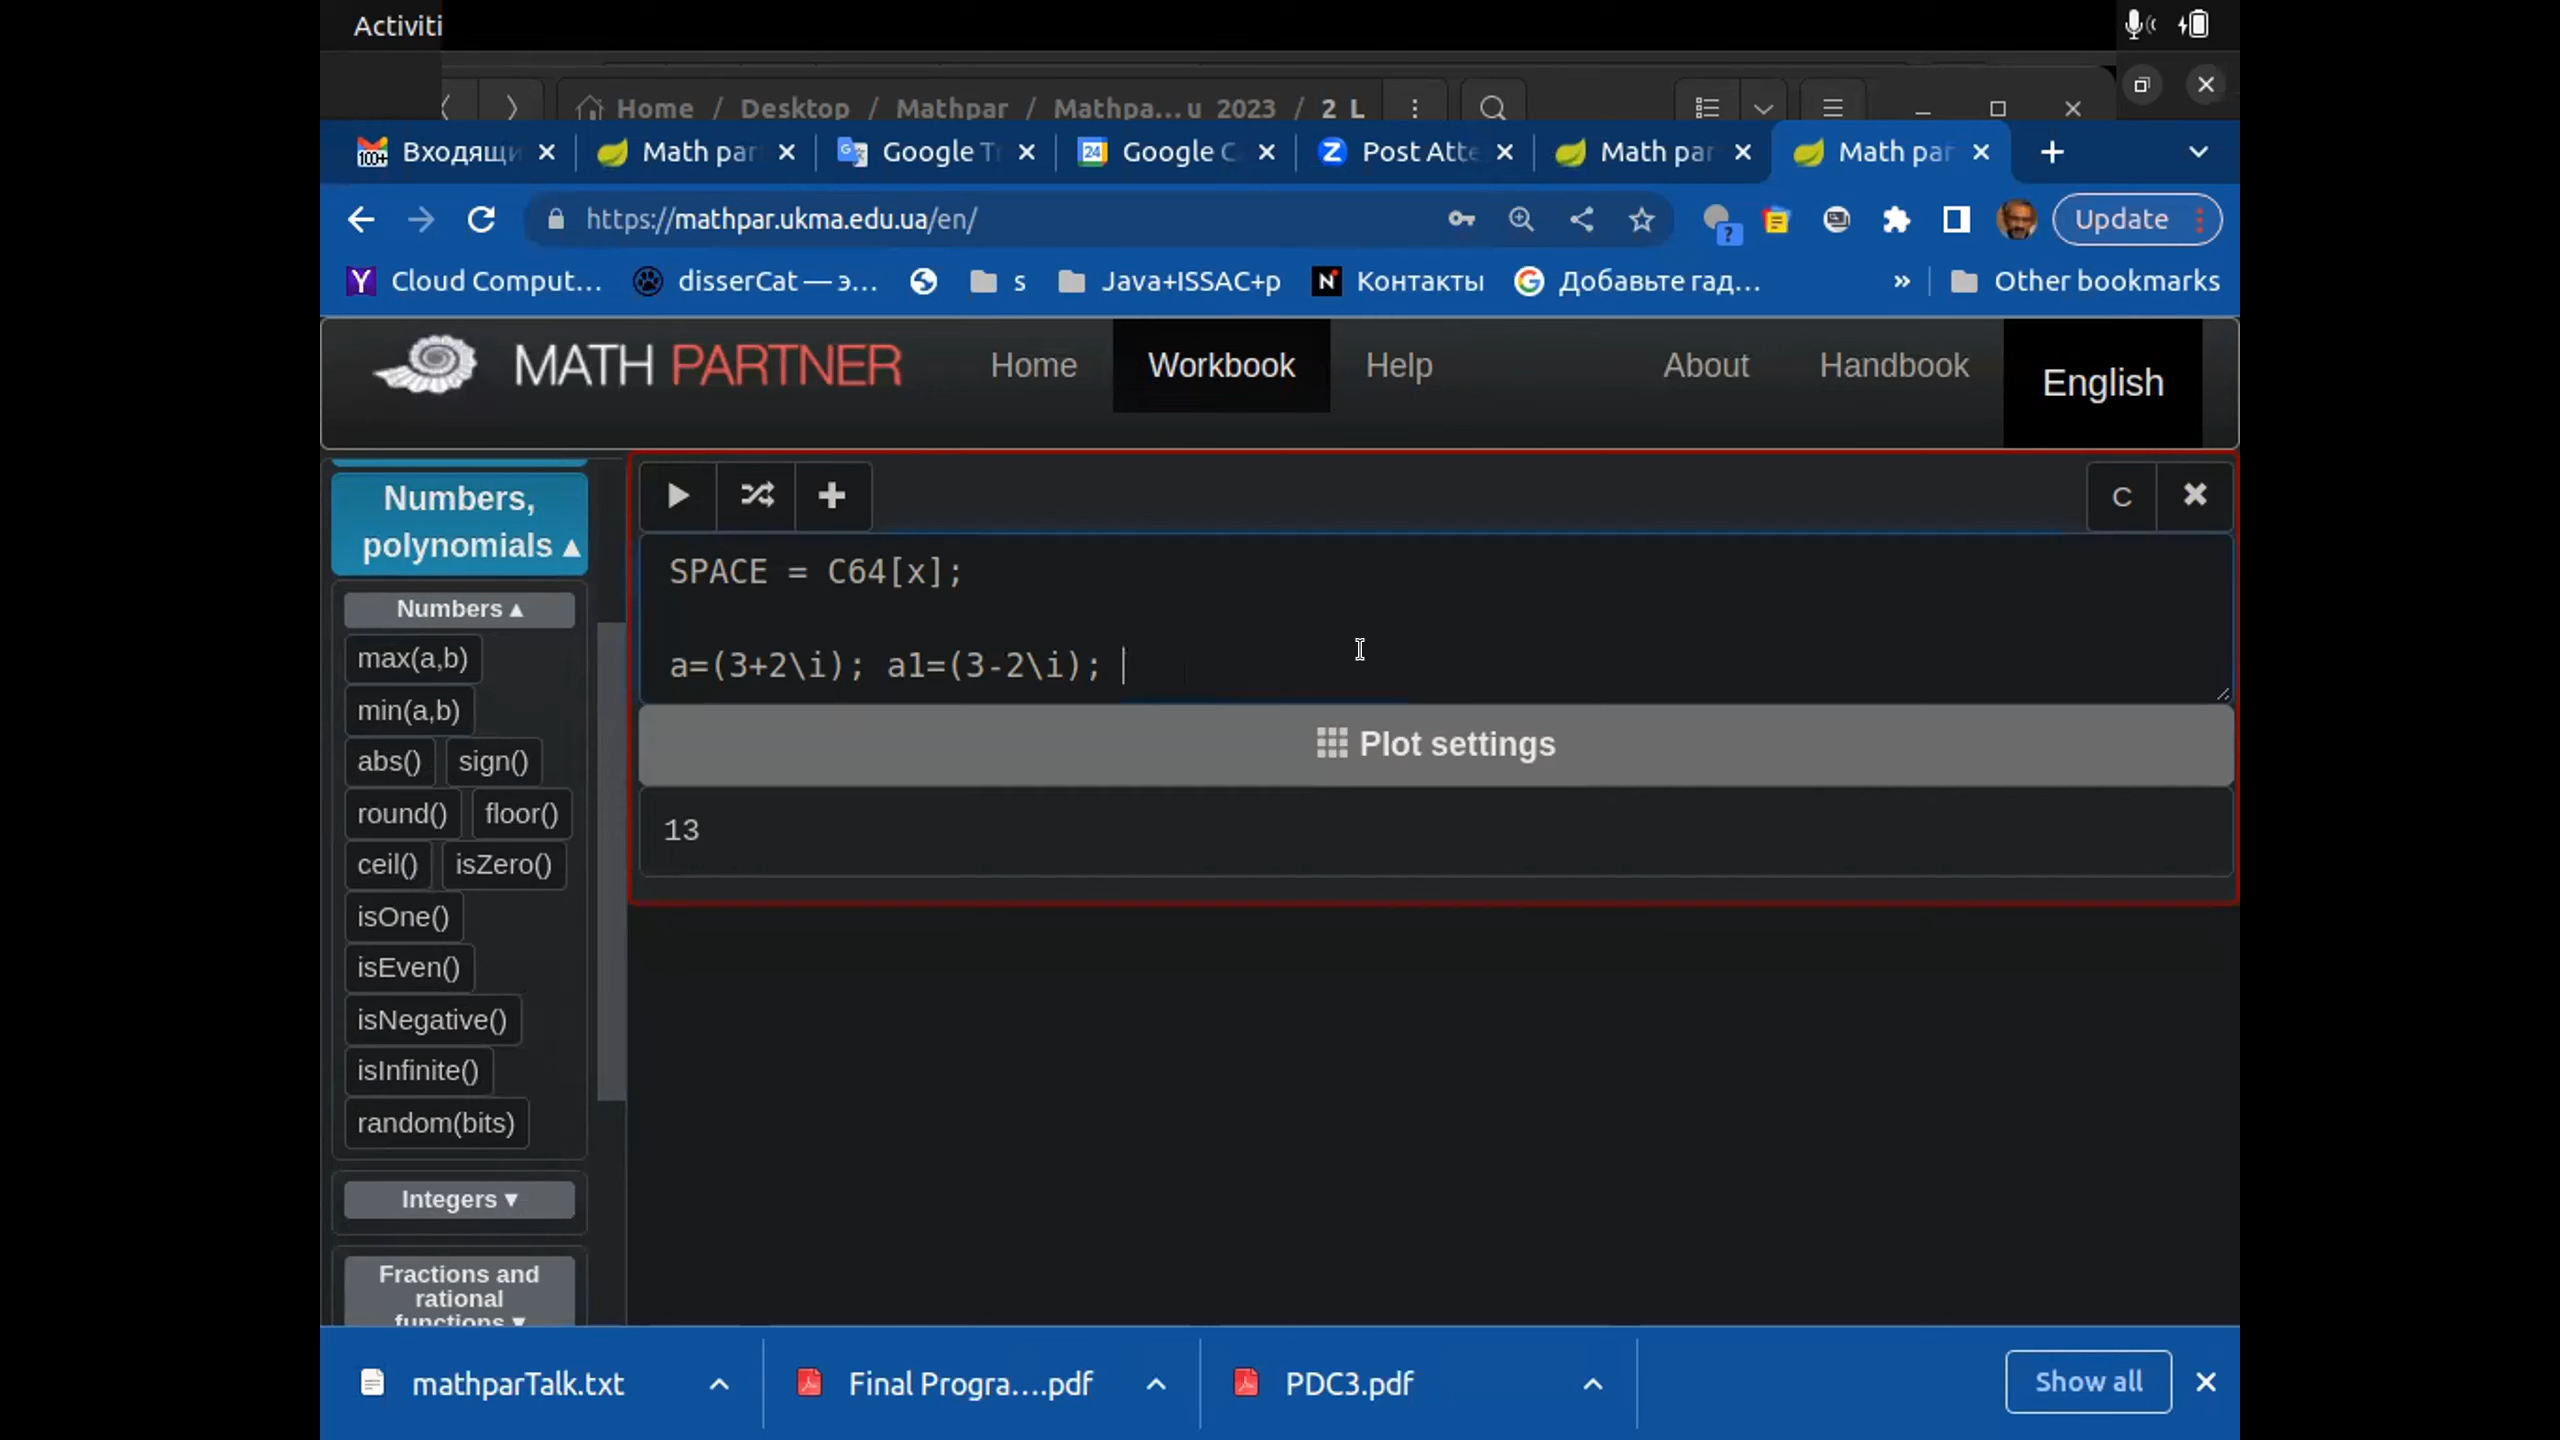 Activiti
Home / Desktop / Mathpar / Mathpa...u 2023 / 2 L
Входящи Math par Google T Google C Post Atte Math par Math par
https://mathpar.ukma.edu.ua/en/ Update
Cloud Comput... disserCat — э... s Java+ISSAC+p Контакты Добавьте гад... » Other bookmarks
MATH PARTNER Home Workbook Help About Handbook English
Numbers,
polynomials ▲
Numbers ▲
max(a,b)
min(a,b)
abs() sign()
round() floor()
ceil() isZero()
isOne()
isEven()
isNegative()
isInfinite()
random(bits)
Integers ▼
Fractions and
rational
functions ▼
C
SPACE = C64[x];
a=(3+2\i); a1=(3-2\i);
Plot settings
13
mathparTalk.txt Final Progra....pdf PDC3.pdf Show all